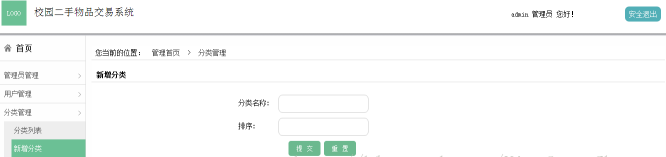 LOGO 校园二手物品交易系统
admin 管理员 您好！
安全退出
首页
您当前的位置： 管理首页 > 分类管理
新增分类
管理员管理
用户管理
分类管理
分类列表
新增分类
分类名称：
排序：
提 交 重 置